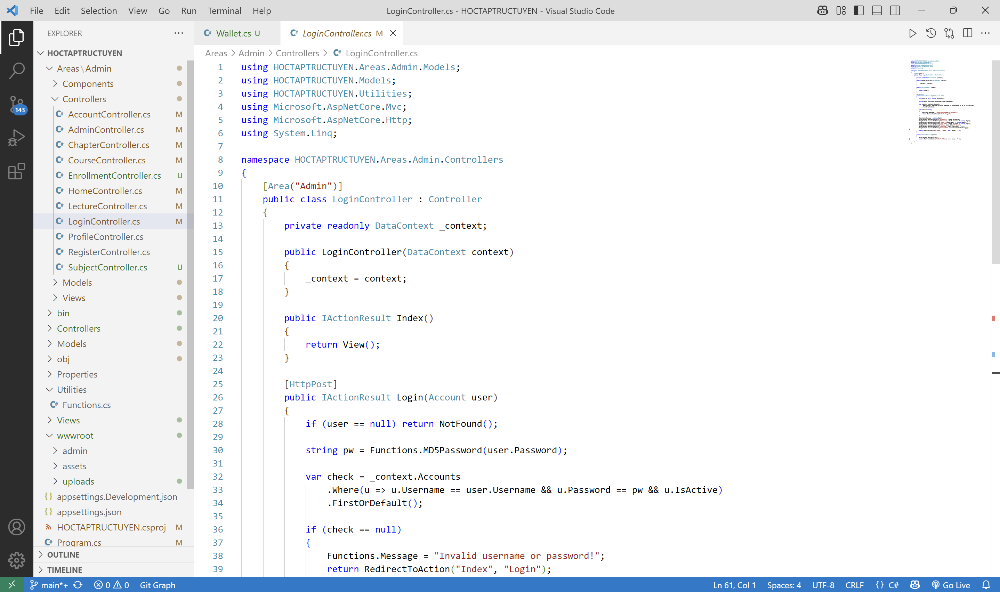 File Edit Selection View Go Run Terminal Help
LoginController.cs - HOCTAPTRUCTUYEN - Visual Studio Code
EXPLORER
HOCTAPTRUCTUYEN
Areas\Admin
Components
Controllers
AccountController.cs M
AdminController.cs M
ChapterController.cs M
CourseController.cs M
EnrollmentController.cs U
HomeController.cs M
LectureController.cs M
LoginController.cs M
ProfileController.cs
RegisterController.cs
SubjectController.cs U
Models
Views
bin
Controllers
Models
obj
Properties
Utilities
Functions.cs
Views
wwwroot
admin
assets
uploads
appsettings.Development.json
appsettings.json
HOCTAPTRUCTUYEN.csproj M
Program.cs M
OUTLINE
TIMELINE
143
Wallet.cs U
LoginController.cs M
Areas > Admin > Controllers > LoginController.cs
1 using HOCTAPTRUCTUYEN.Areas.Admin.Models;
2 using HOCTAPTRUCTUYEN.Models;
3 using HOCTAPTRUCTUYEN.Utilities;
4 using Microsoft.AspNetCore.Mvc;
5 using Microsoft.AspNetCore.Http;
6 using System.Linq;
7
8 namespace HOCTAPTRUCTUYEN.Areas.Admin.Controllers
9 {
10 [Area("Admin")]
11 public class LoginController : Controller
12 {
13 private readonly DataContext _context;
14
15 public LoginController(DataContext context)
16 {
17 _context = context;
18 }
19
20 public IActionResult Index()
21 {
22 return View();
23 }
24
25 [HttpPost]
26 public IActionResult Login(Account user)
27 {
28 if (user == null) return NotFound();
29
30 string pw = Functions.MD5Password(user.Password);
31
32 var check = _context.Accounts
33 .Where(u => u.Username == user.Username && u.Password == pw && u.IsActive)
34 .FirstOrDefault();
35
36 if (check == null)
37 {
38 Functions.Message = "Invalid username or password!";
39 return RedirectToAction("Index", "Login");
main*+ 0 0 Git Graph
Ln 61, Col 1 Spaces: 4 UTF-8 CRLF {} C# Go Live